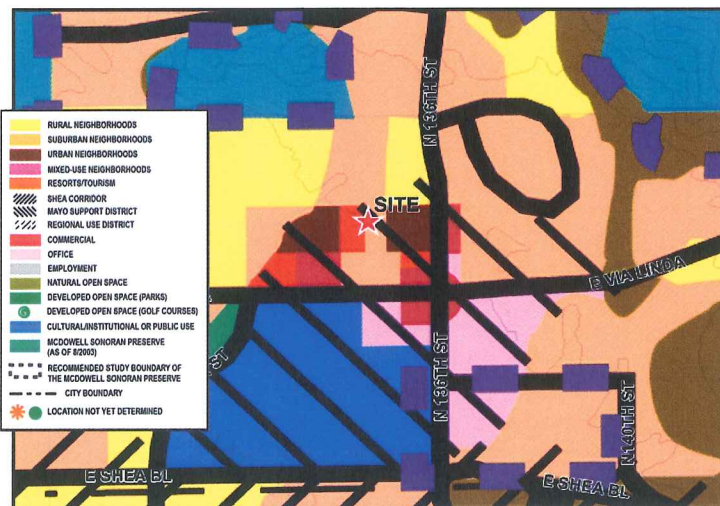 N 136TH ST
RURAL NEIGHBORHOODS
SUBURBAN NEIGHBORHOODS
URBAN NEIGHBORHOODS
MIXED-USE NEIGHBORHOODS
RESORTS/TOURISM
SHEA CORRIDOR
MAYO SUPPORT DISTRICT
REGIONAL USE DISTRICT
COMMERCIAL
OFFICE
EMPLOYMENT
NATURAL OPEN SPACE
DEVELOPED OPEN SPACE (PARKS)
DEVELOPED OPEN SPACE (GOLF COURSES)
CULTURAL/INSTITUTIONAL OR PUBLIC USE
MCDOWELL SONORAN PRESERVE
(AS OF 8/2003)
RECOMMENDED STUDY BOUNDARY OF
THE MCDOWELL SONORAN PRESERVE
CITY BOUNDARY
LOCATION NOT YET DETERMINED
SITE
E VIA LINDA
ST
N 136TH ST
N 140TH ST
E SHEA BL
E SHEA BL